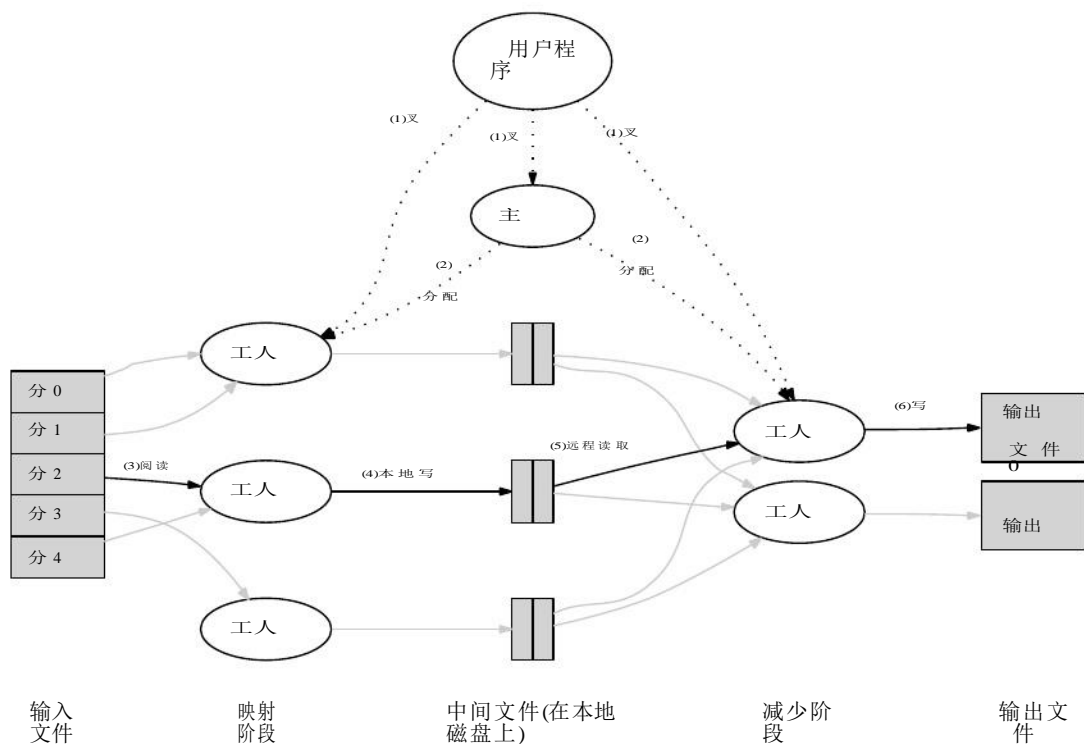 用户程
序
(1)叉
(1)叉
(1)叉
主
(2)
分配
(2)
分配
工人
分 0
分 1
分 2
分 3
分 4
(3)阅读
工人
(4)本地写
(5)远程读取
工人
工人
工人
(6)写
输出
文 件
0
输出
输入
文件
映射
阶段
中间文件(在本地
磁盘上)
减少阶
段
输出文
件